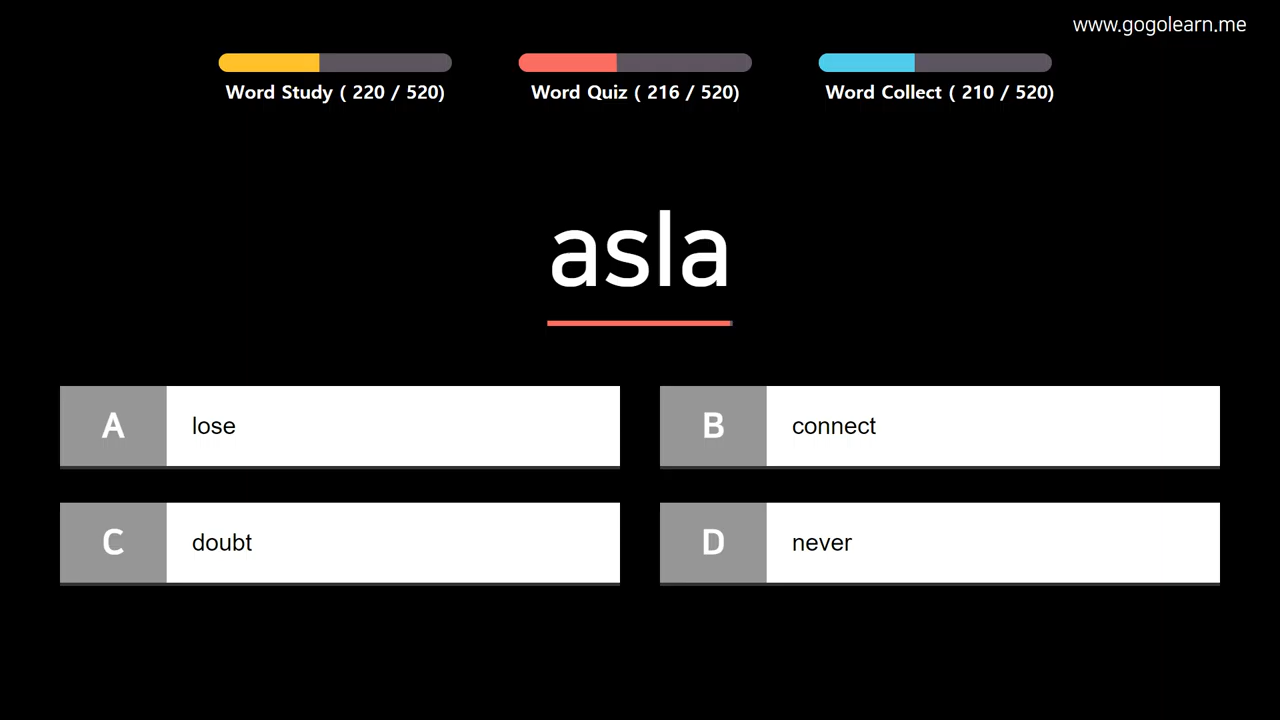 www.gogolearn.me
Word Study ( 220 / 520)
Word Quiz ( 216 / 520)
Word Collect ( 210 / 520)
asla
A lose
B connect
C doubt
D never